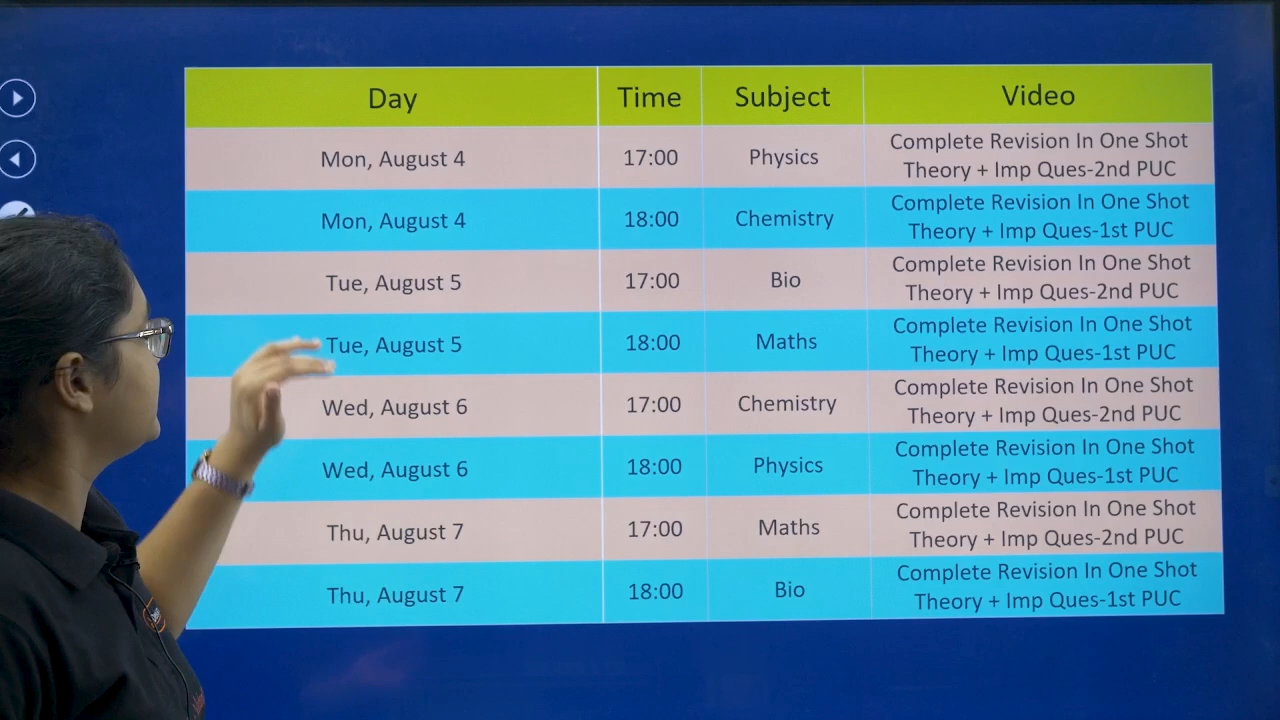 Day Time Subject Video
Mon, August 4 17:00 Physics Complete Revision In One Shot
Theory + Imp Ques-2nd PUC
Mon, August 4 18:00 Chemistry Complete Revision In One Shot
Theory + Imp Ques-1st PUC
Tue, August 5 17:00 Bio Complete Revision In One Shot
Theory + Imp Ques-2nd PUC
Tue, August 5 18:00 Maths Complete Revision In One Shot
Theory + Imp Ques-1st PUC
Wed, August 6 17:00 Chemistry Complete Revision In One Shot
Theory + Imp Ques-2nd PUC
Wed, August 6 18:00 Physics Complete Revision In One Shot
Theory + Imp Ques-1st PUC
Thu, August 7 17:00 Maths Complete Revision In One Shot
Theory + Imp Ques-2nd PUC
Thu, August 7 18:00 Bio Complete Revision In One Shot
Theory + Imp Ques-1st PUC